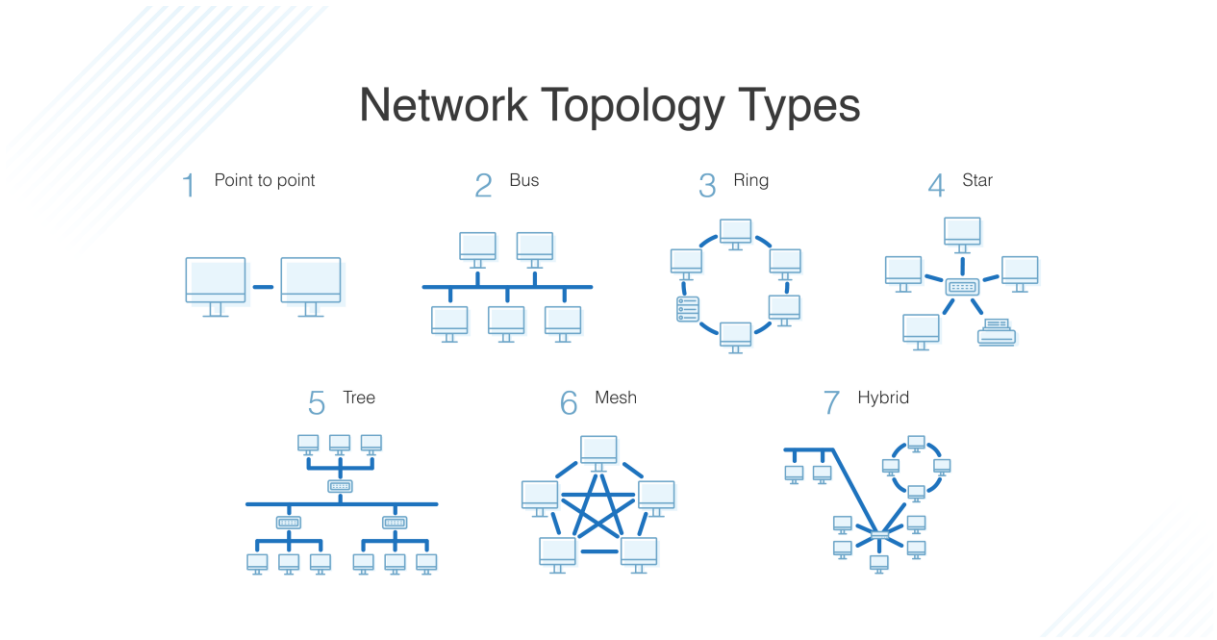 Network Topology Types
1 Point to point
2 Bus
3 Ring
4 Star
5 Tree
6 Mesh
7 Hybrid